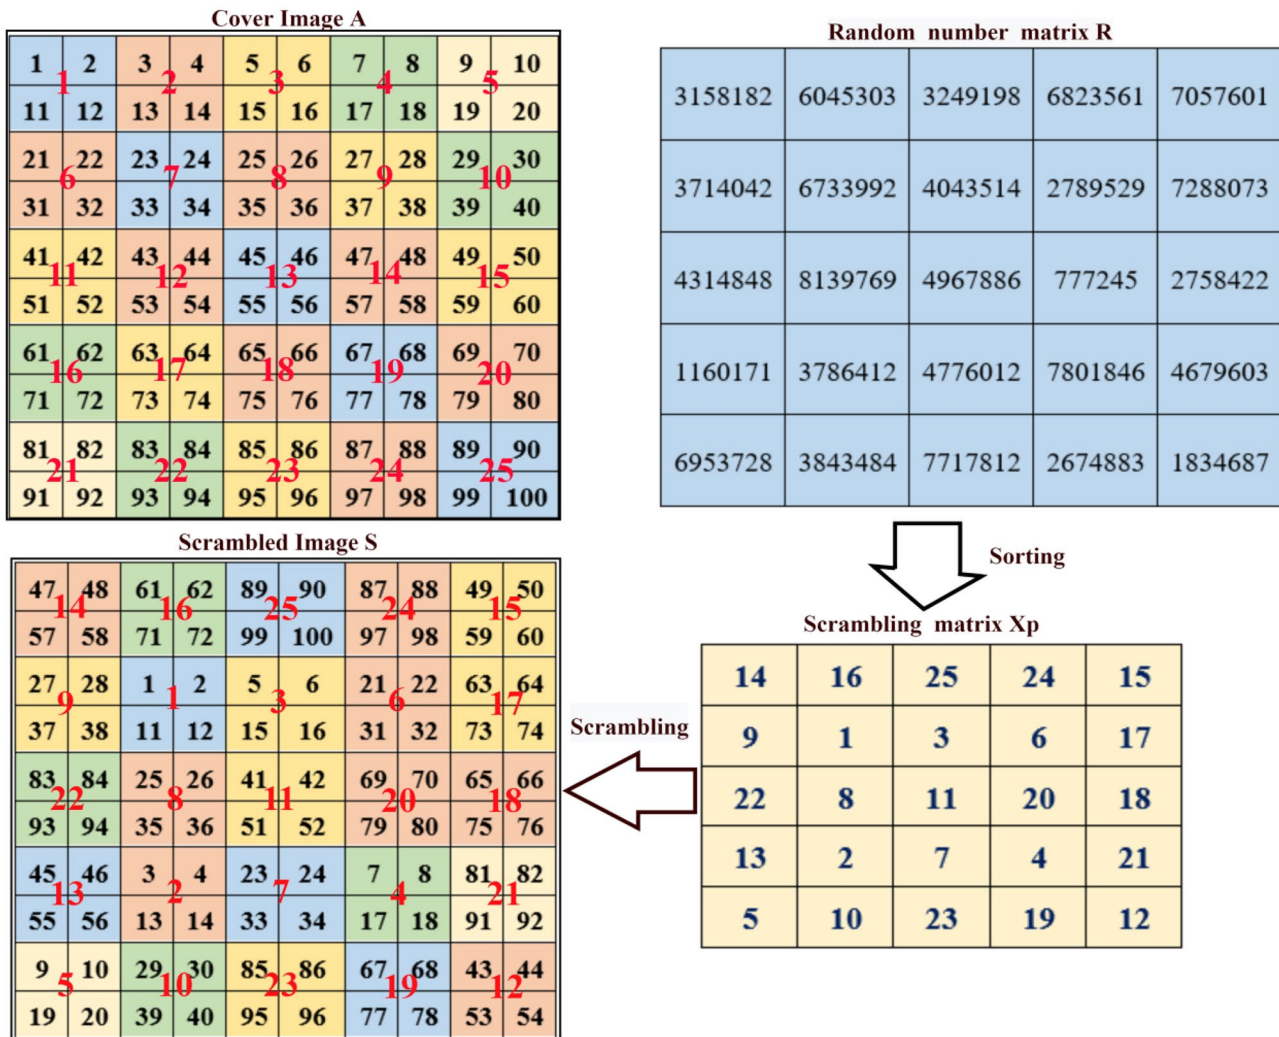 Cover Image A
1 2 3 4 5 6 7 8 9 10
1 2 3 4 5
11 12 13 14 15 16 17 18 19 20
21 22 23 24 25 26 27 28 29 30
6 7 8 9 10
31 32 33 34 35 36 37 38 39 40
41 42 43 44 45 46 47 48 49 50
11 12 13 14 15
51 52 53 54 55 56 57 58 59 60
61 62 63 64 65 66 67 68 69 70
16 17 18 19 20
71 72 73 74 75 76 77 78 79 80
81 82 83 84 85 86 87 88 89 90
21 22 23 24 25
91 92 93 94 95 96 97 98 99 100
Random number matrix R
3158182 6045303 3249198 6823561 7057601
3714042 6733992 4043514 2789529 7288073
4314848 8139769 4967886 777245 2758422
1160171 3786412 4776012 7801846 4679603
6953728 3843484 7717812 2674883 1834687
Sorting
Scrambling matrix Xp
14 16 25 24 15
9 1 3 6 17
22 8 11 20 18
13 2 7 4 21
5 10 23 19 12
Scrambling
Scrambled Image S
47 48 61 62 89 90 87 88 49 50
14 16 25 24 15
57 58 71 72 99 100 97 98 59 60
27 28 1 2 5 6 21 22 63 64
9 1 3 6 17
37 38 11 12 15 16 31 32 73 74
83 84 25 26 41 42 69 70 65 66
22 8 11 20 18
93 94 35 36 51 52 79 80 75 76
45 46 3 4 23 24 7 8 81 82
13 2 7 4 21
55 56 13 14 33 34 17 18 91 92
9 10 29 30 85 86 67 68 43 44
5 10 23 19 12
19 20 39 40 95 96 77 78 53 54